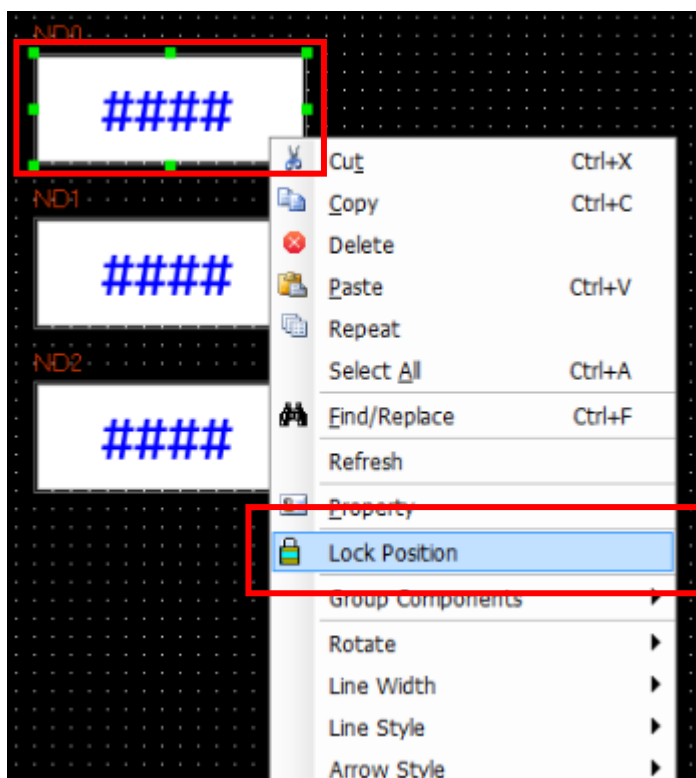 ND0
####
Cut Ctrl+X
ND1
Copy Ctrl+C
Delete
####
Paste Ctrl+V
Repeat
ND2
Select All Ctrl+A
####
Find/Replace Ctrl+F
Refresh
Property
Lock Position
Group Components
Rotate
Line Width
Line Style
Arrow Style